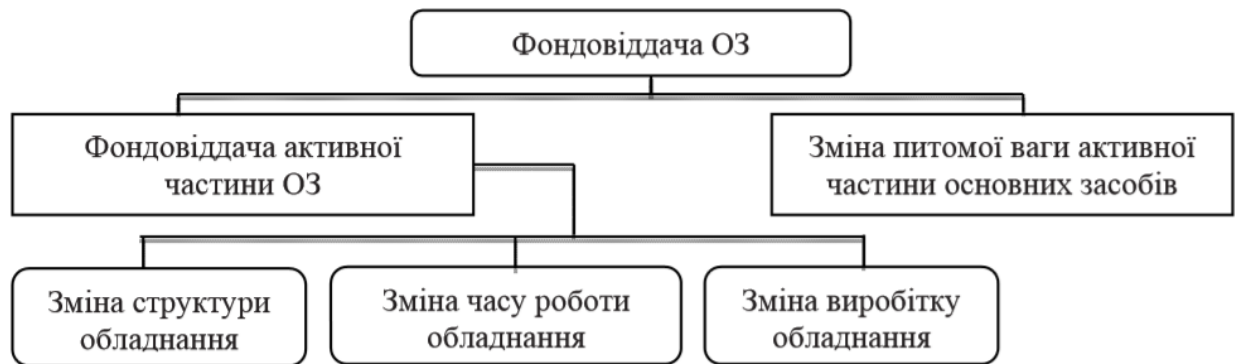 Фондовіддача ОЗ
Фондовіддача активної
частини ОЗ
Зміна питомої ваги активної
частини основних засобів
Зміна структури
обладнання
Зміна часу роботи
обладнання
Зміна виробітку
обладнання